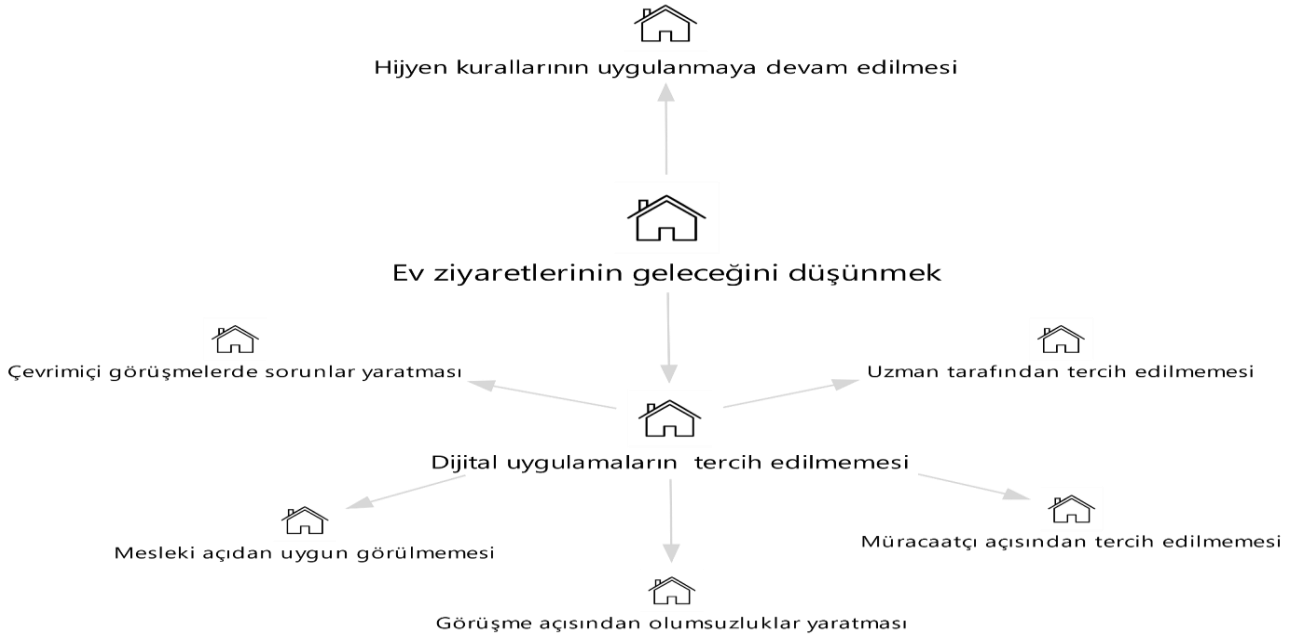 Hijyen kurallarının uygulanmaya devam edilmesi
Ev ziyaretlerinin geleceğini düşünmek
Çevrimiçi görüşmelerde sorunlar yaratması
Uzman tarafından tercih edilmemesi
Dijital uygulamaların tercih edilmemesi
Mesleki açıdan uygun görülmemesi
Müracaatçı açısından tercih edilmemesi
Görüşme açısından olumsuzluklar yaratması